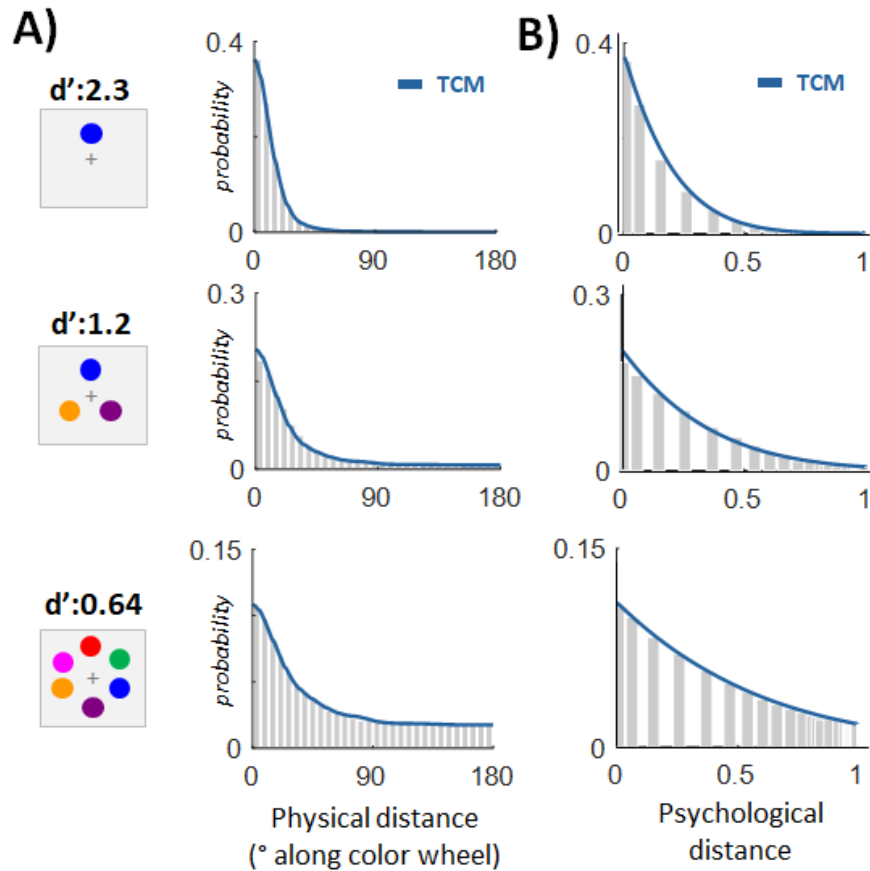 A)
B)
d':2.3
0.4
probability
TCM
0
0
90
180
0.4
TCM
0
0
0.5
1
d':1.2
0.3
probability
0
0
90
180
0.3
0
0
0.5
1
d':0.64
0.15
probability
0
0
90
180
0.15
0
0
0.5
1
Physical distance
(° along color wheel)
Psychological
distance